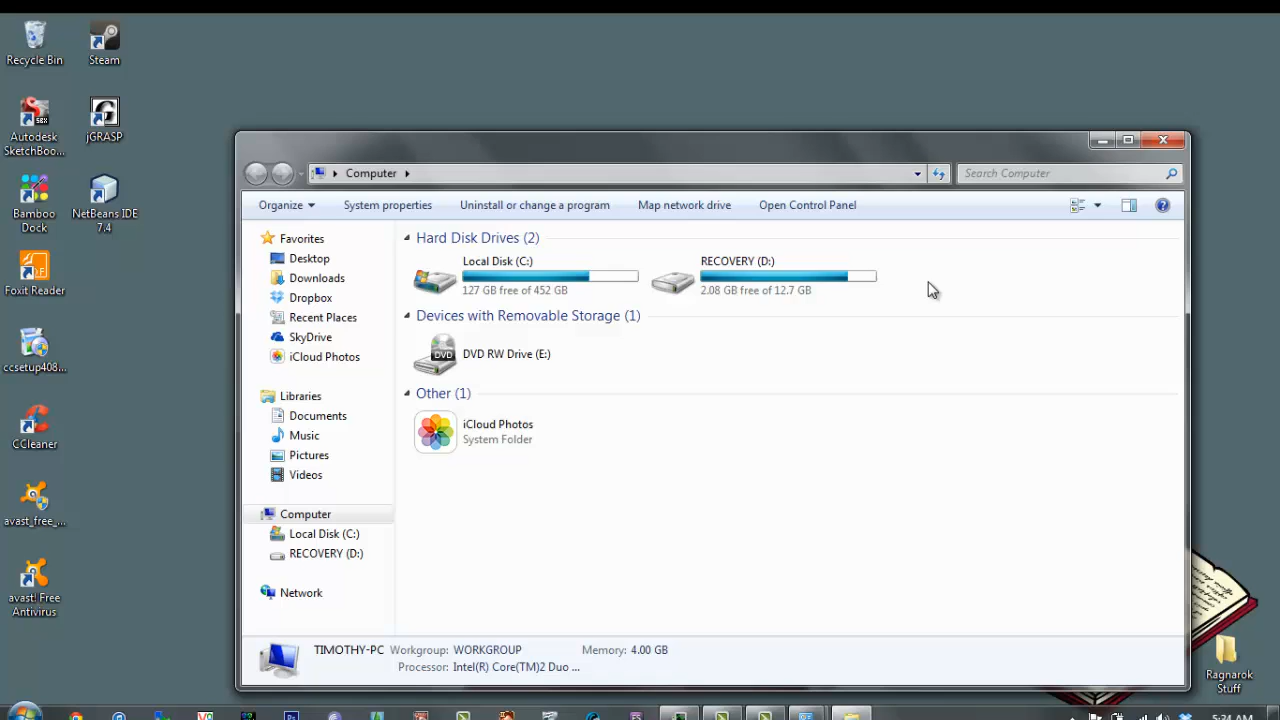 Recycle Bin
Steam
Autodesk
SketchBoo...
jGRASP
Bamboo
Dock
NetBeans IDE
7.4
Foxit Reader
ccsetup408...
CCleaner
avast_free_...
avast! Free
Antivirus
Computer
Search Computer
Organize
System properties
Uninstall or change a program
Map network drive
Open Control Panel
Favorites
Desktop
Downloads
Dropbox
Recent Places
SkyDrive
iCloud Photos
Libraries
Documents
Music
Pictures
Videos
Computer
Local Disk (C:)
RECOVERY (D:)
Network
Hard Disk Drives (2)
Local Disk (C:)
127 GB free of 452 GB
RECOVERY (D:)
2.08 GB free of 12.7 GB
Devices with Removable Storage (1)
DVD
DVD RW Drive (E:)
Other (1)
iCloud Photos
System Folder
TIMOTHY-PC Workgroup: WORKGROUP Memory: 4.00 GB
Processor: Intel(R) Core(TM)2 Duo ...
Ragnarok
Stuff
5:34 AM